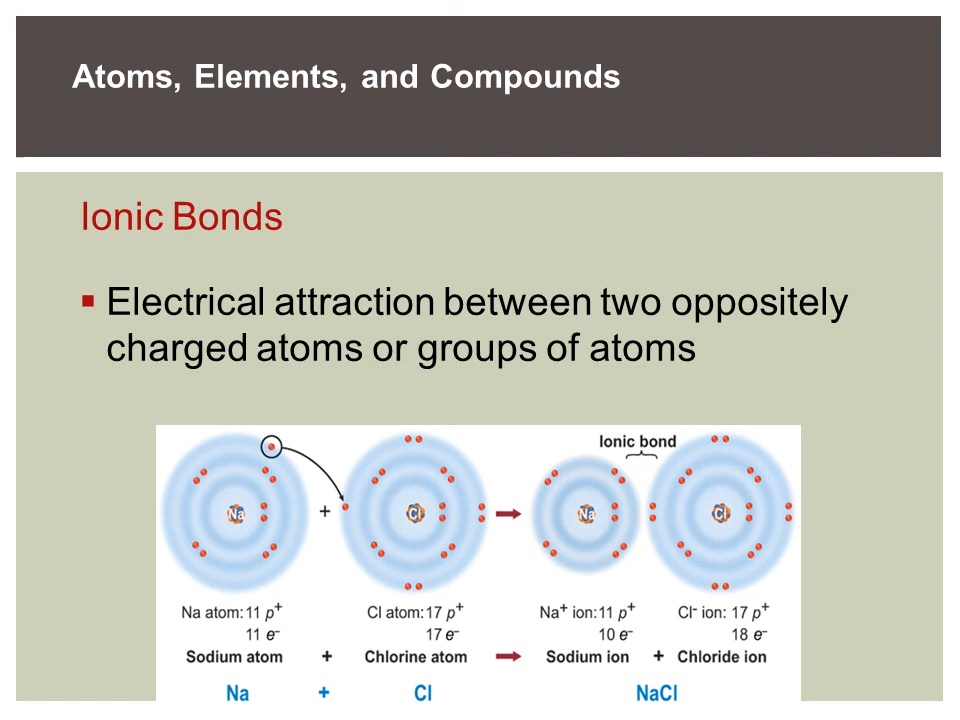 Atoms, Elements, and Compounds
Ionic Bonds
▪ Electrical attraction between two oppositely
charged atoms or groups of atoms
Ionic bond
Na + Cl Na Cl
Na atom: 11 p⁺ Cl atom: 17 p⁺ Na⁺ ion: 11 p⁺ Cl⁻ ion: 17 p⁺
11 e⁻ 17 e⁻ 10 e⁻ 18 e⁻
Sodium atom + Chlorine atom → Sodium ion + Chloride ion
Na + Cl NaCl